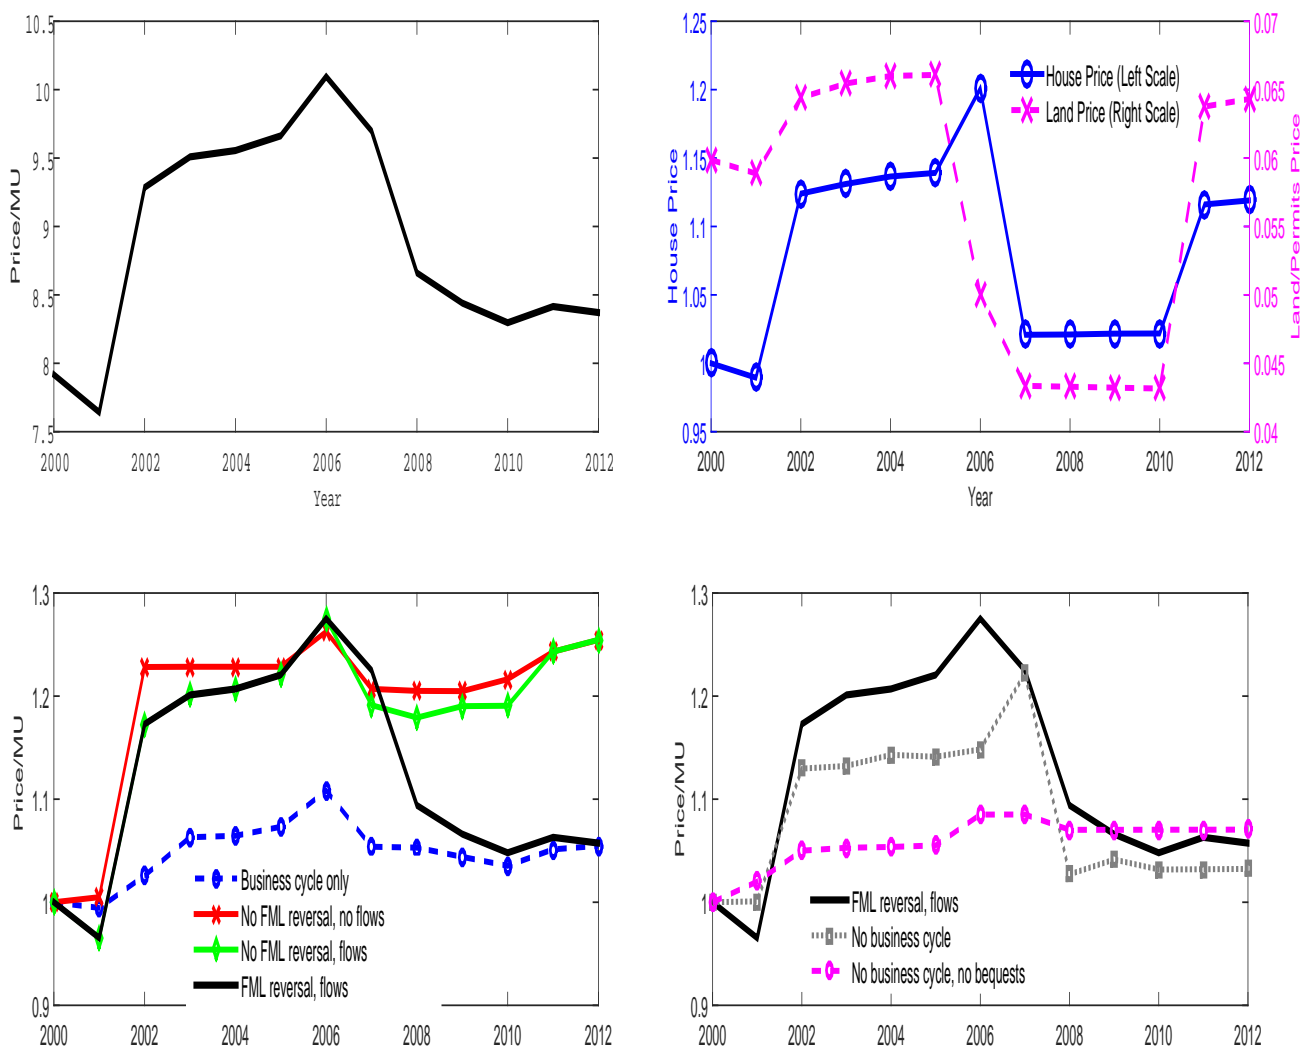 10.5
10
9.5
9
8.5
8
7.5
Price/MU
2000 2002 2004 2006 2008 2010 2012
Year
1.25
1.2
1.15
1.1
1.05
1
0.95
House Price
0.07
0.065
0.06
0.055
0.05
0.045
0.04
Land/Permits Price
House Price (Left Scale)
Land Price (Right Scale)
2000 2002 2004 2006 2008 2010 2012
Year
1.3
1.2
1.1
1
0.9
Price/MU
Business cycle only
No FML reversal, no flows
No FML reversal, flows
FML reversal, flows
2000 2002 2004 2006 2008 2010 2012
1.3
1.2
1.1
1
0.9
Price/MU
FML reversal, flows
No business cycle
No business cycle, no bequests
2000 2002 2004 2006 2008 2010 2012